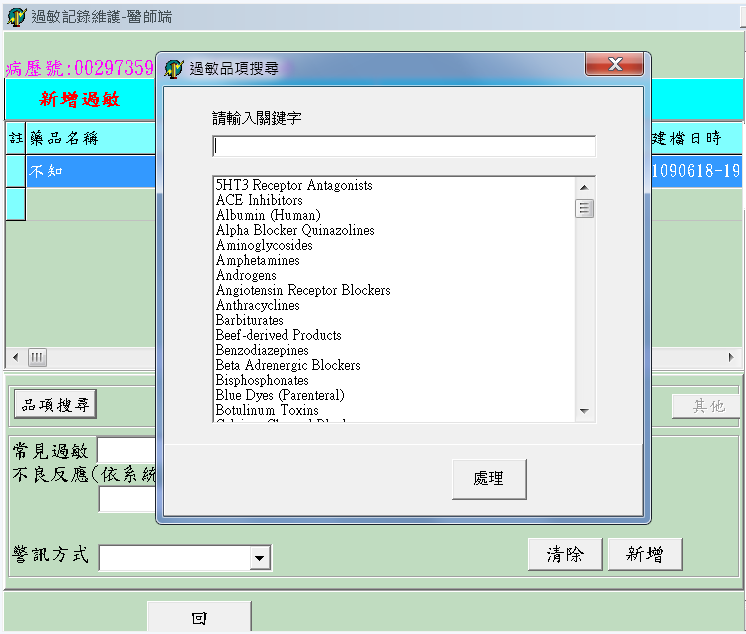 過敏記錄維護-醫師端
病歷號:00297359
新增過敏
註 藥品名稱 建檔日時
不知 1090618-19
過敏品項搜尋
請輸入關鍵字
5HT3 Receptor Antagonists
ACE Inhibitors
Albumin (Human)
Alpha Blocker Quinazolines
Aminoglycosides
Amphetamines
Androgens
Angiotensin Receptor Blockers
Anthracyclines
Barbiturates
Beef-derived Products
Benzodiazepines
Beta Adrenergic Blockers
Bisphosphonates
Blue Dyes (Parenteral)
Botulinum Toxins
處理
品項搜尋 其他
常見過敏
不良反應(依系統
警訊方式 清除 新增
回